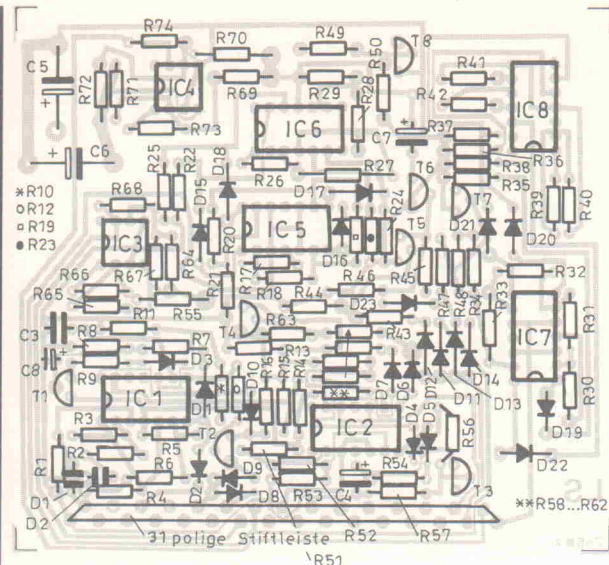 R74
R70
R49
R50
T8
C5
R72
R71
IC4
R69
R29
R28
R41
R42
IC8
R73
IC6
C7
R37
R36
R38
R35
C6
R25
R22
D18
R26
R27
D17
T6
R24
T7
R39
R40
*R10
○R12
□R19
●R23
R68
D15
R20
IC5
D16
T5
D21
D20
IC3
R67
R64
R17
R18
R46
R45
R47
R48
R34
R32
R66
R65
R55
R21
R44
D23
R33
R31
C3
R11
T4
R63
R43
IC7
R8
R7
D3
R13
C8
R9
T1
IC1
D10
R16
R15
R14
D7
D6
D12
D11
D14
D13
R30
D1
**
IC2
D4
D5
R56
D19
R3
R5
T2
R1
R2
R6
D2
D9
D8
R53
C4
R54
T3
D22
D1
D2
R4
R52
R57
**R58...R62
31 polige Stiftleiste
R51